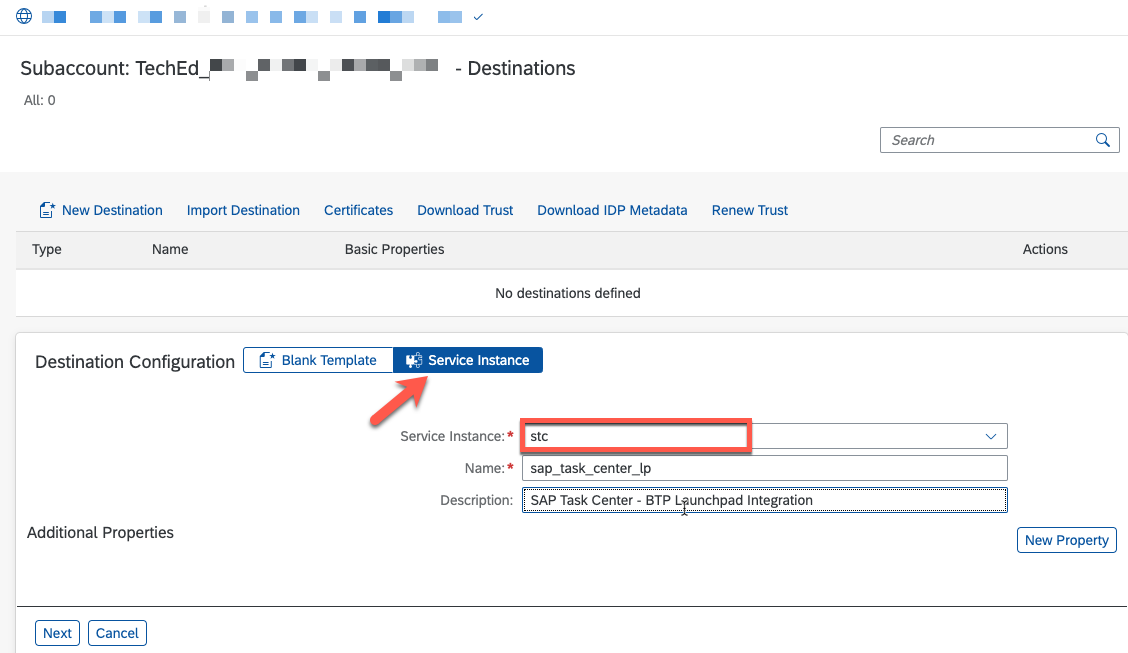 Subaccount: TechEd_ - Destinations
All: 0
Search
New Destination Import Destination Certificates Download Trust Download IDP Metadata Renew Trust
Type Name Basic Properties Actions
No destinations defined
Destination Configuration Blank Template Service Instance
Service Instance:* stc
Name:* sap_task_center_lp
Description: SAP Task Center - BTP Launchpad Integration
Additional Properties
New Property
Next Cancel